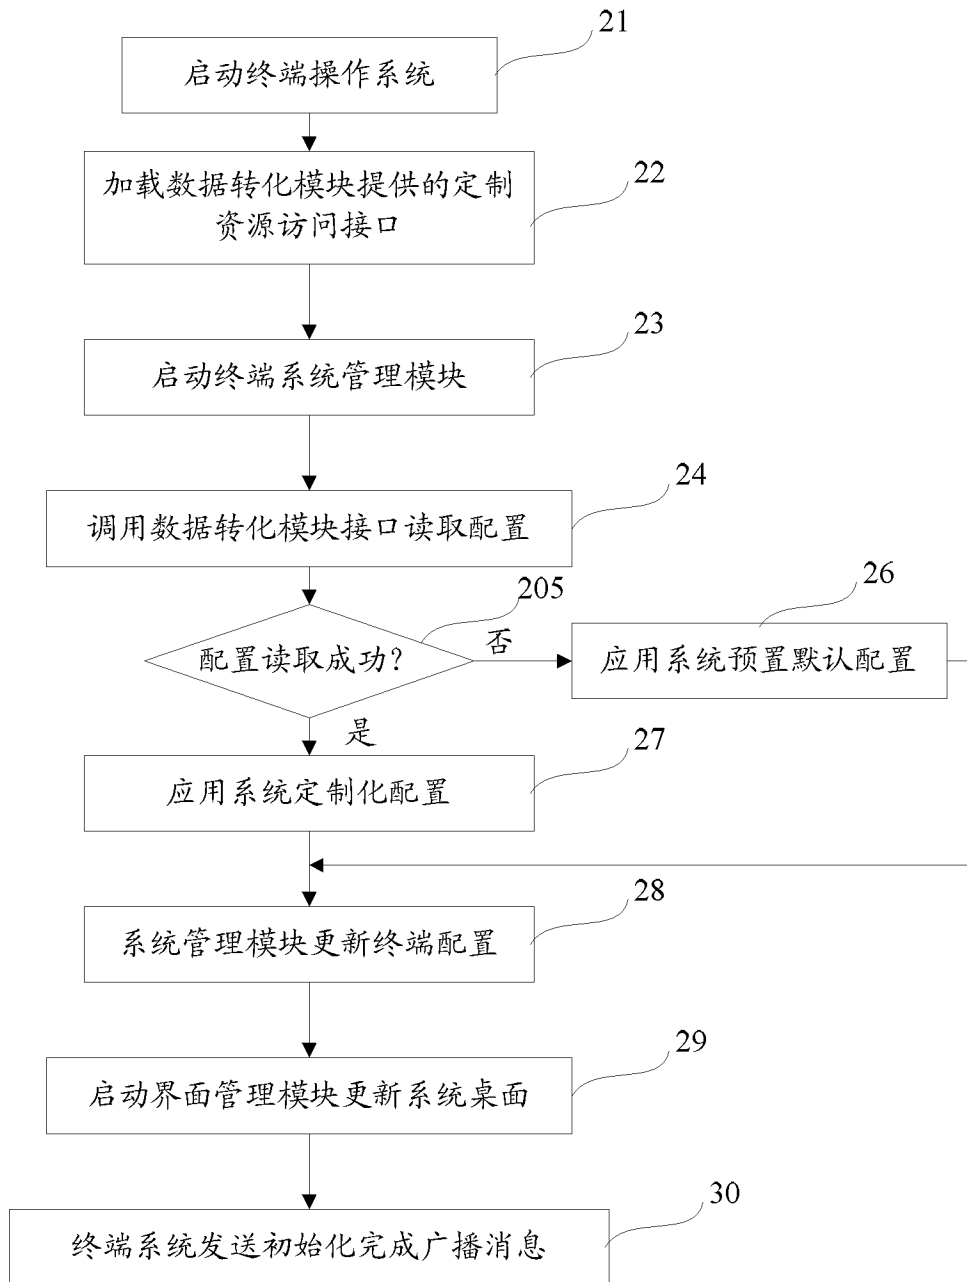 21
启动终端操作系统
22
加载数据转化模块提供的定制
资源访问接口
23
启动终端系统管理模块
24
调用数据转化模块接口读取配置
205
配置读取成功?
否
26
应用系统预置默认配置
是
27
应用系统定制化配置
28
系统管理模块更新终端配置
29
启动界面管理模块更新系统桌面
30
终端系统发送初始化完成广播消息